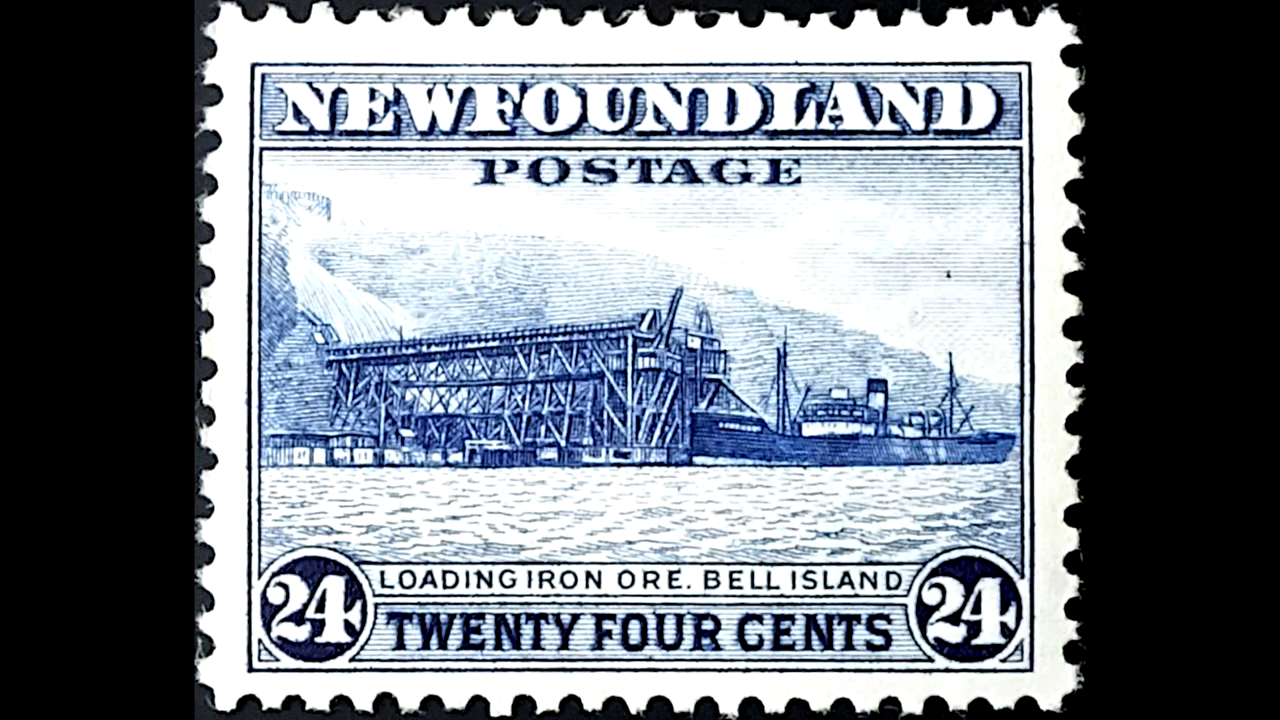 NEWFOUNDLAND
POSTAGE
LOADING IRON ORE. BELL ISLAND
24 TWENTY FOUR CENTS 24